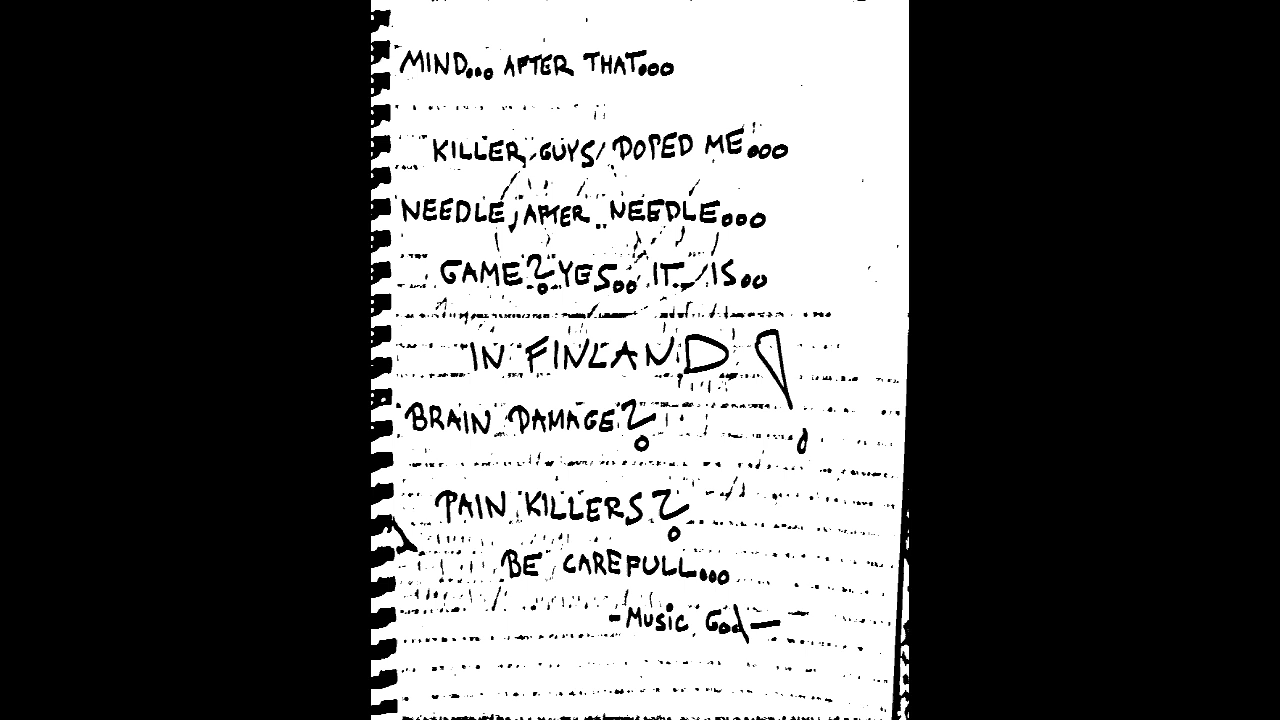 MIND... AFTER THAT...
KILLER GUYS DOPED ME...
NEEDLE, AFTER NEEDLE...
GAME? YES.. IT IS..
IN FINLAND!
BRAIN DAMAGE?
PAIN KILLERS?
BE CAREFULL...
-Music God-